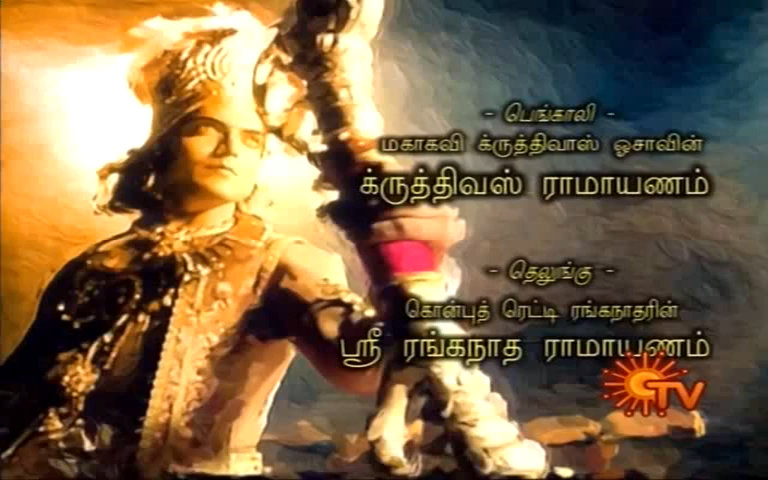 - பெங்காலி -
மகாகவி க்ருத்திவாஸ் ஓசாவின்
க்ருத்திவஸ் ராமாயணம்
- தெலுங்கு -
கொன்புத் ரெட்டி ரங்கநாதரின்
ஸ்ரீ ரங்கநாத ராமாயணம்
TV